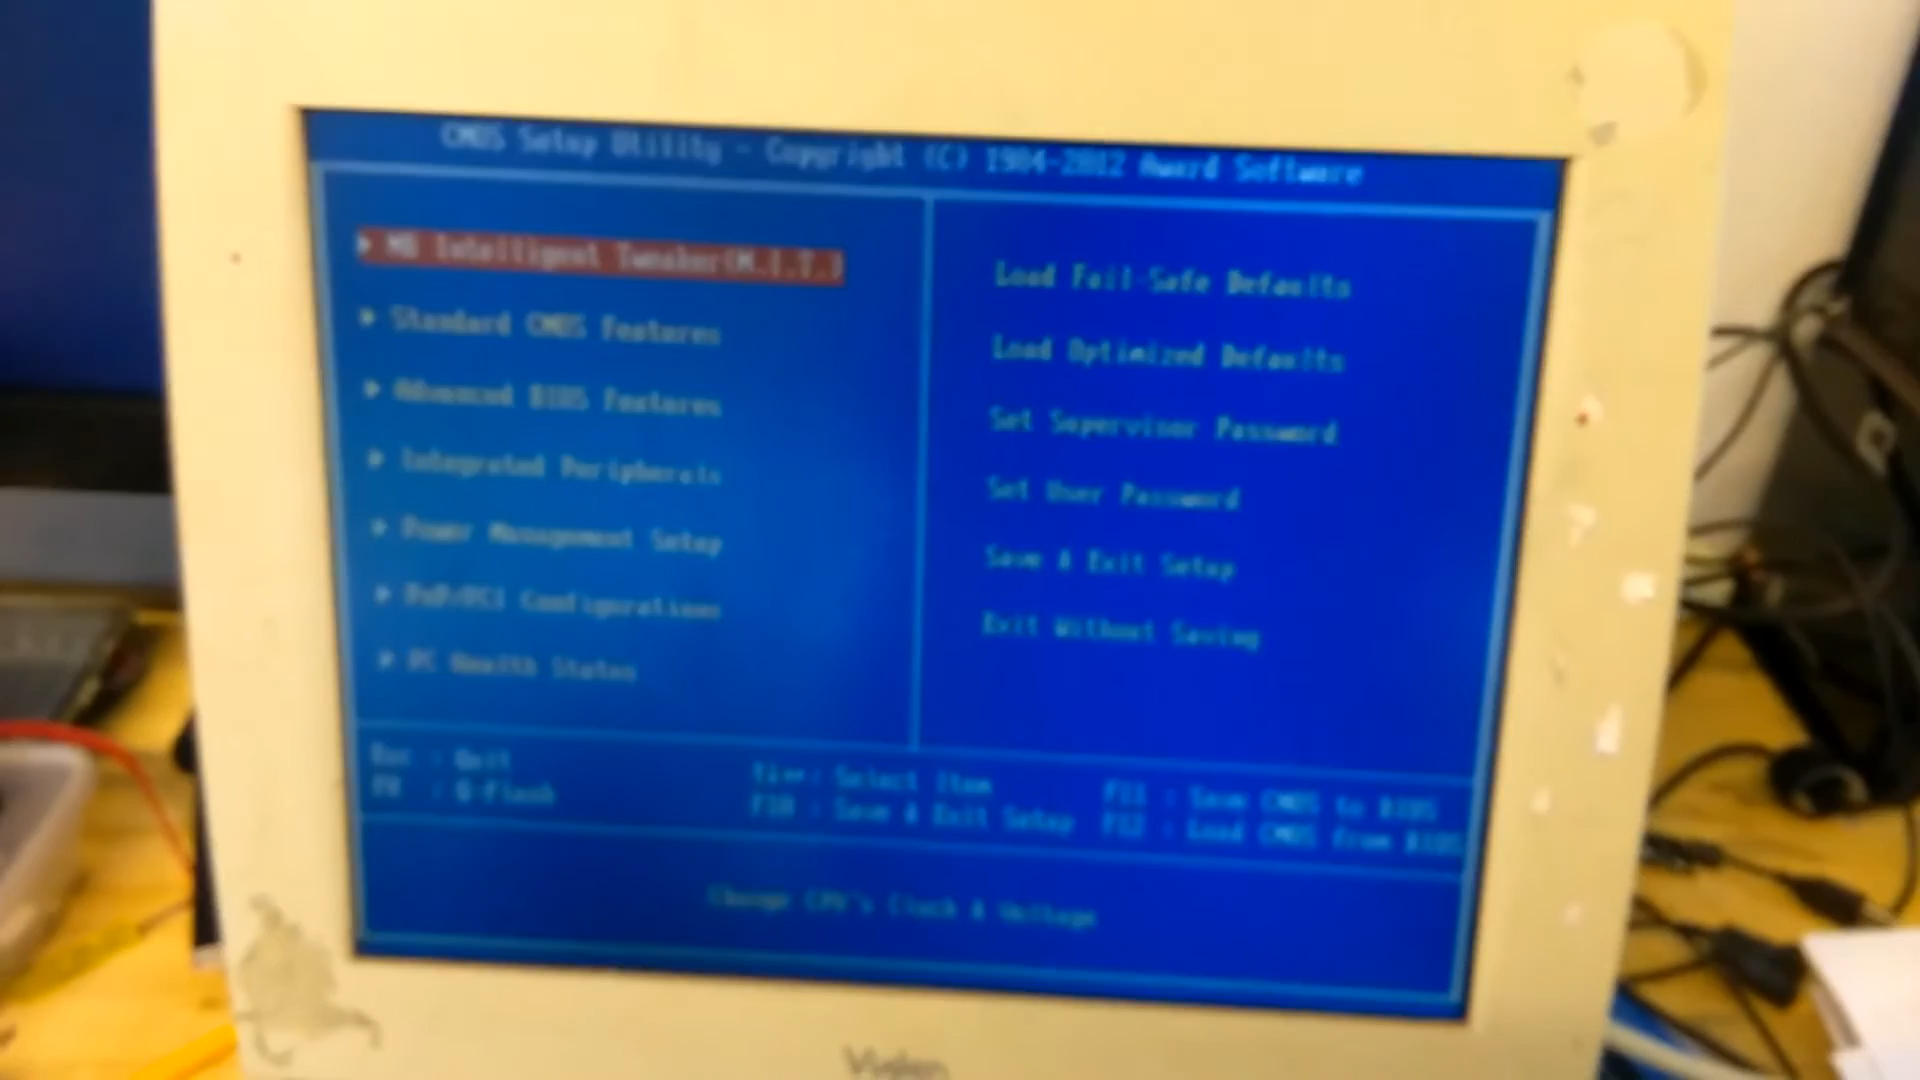 CMOS Setup Utility - Copyright (C) 1984-2012 Award Software
MB Intelligent Tweaker(M.I.T.)
Standard CMOS Features
Advanced BIOS Features
Integrated Peripherals
Power Management Setup
PnP/PCI Configurations
PC Health Status
Load Fail-Safe Defaults
Load Optimized Defaults
Set Supervisor Password
Set User Password
Save & Exit Setup
Exit Without Saving
Esc : Quit
F8 : Q-Flash
: Select Item
F10 : Save & Exit Setup
F11 : Save CMOS to BIOS
F12 : Load CMOS from BIOS
Change CPU's Clock & Voltage
Viglen